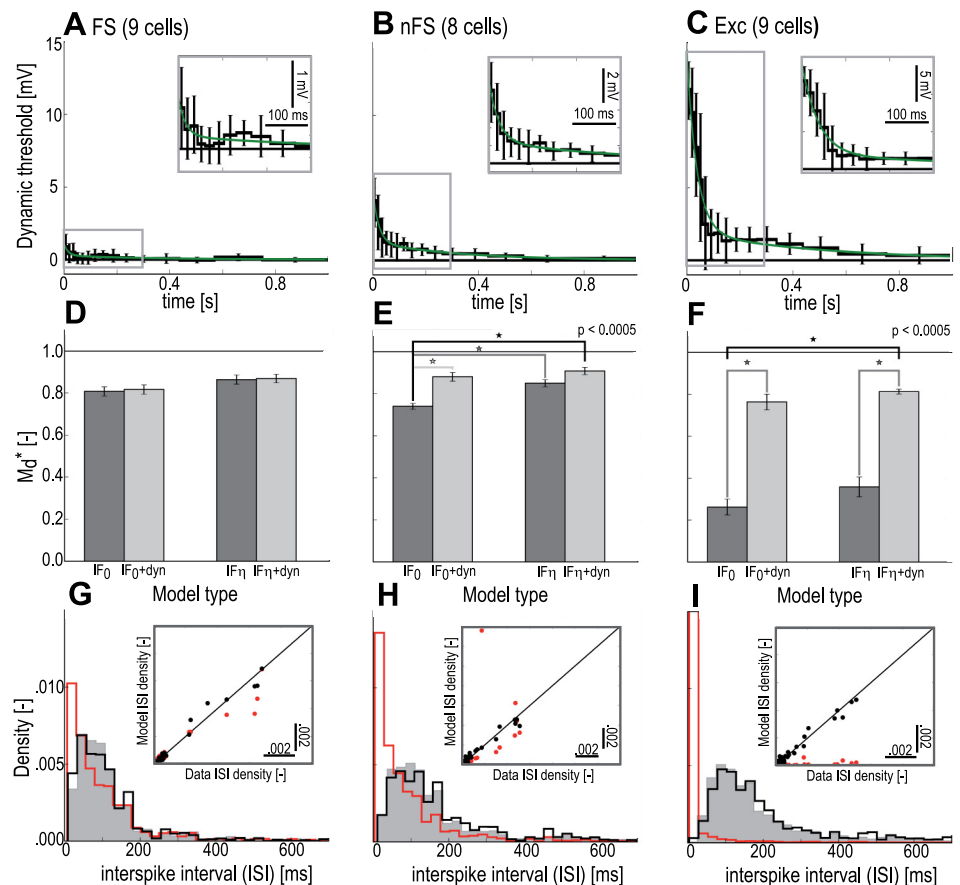 A FS (9 cells)
B nFS (8 cells)
C Exc (9 cells)
15
10
5
0
Dynamic threshold [mV]
1 mV
100 ms
2 mV
100 ms
5 mV
100 ms
0 0.4 0.8
time [s]
0 0.4 0.8
time [s]
0 0.4 0.8
time [s]
D
E
F
p < 0.0005
p < 0.0005
1.0
0.8
0.6
0.4
0.2
0.0
Md* [-]
IF0 IF0+dyn IFη IFη+dyn
IF0 IF0+dyn IFη IFη+dyn
IF0 IF0+dyn IFη IFη+dyn
G Model type
H Model type
I Model type
.010
.005
.000
Density [-]
Model ISI density [-]
Data ISI density [-]
.002
.002
Model ISI density [-]
Data ISI density [-]
.002
.002
Model ISI density [-]
Data ISI density [-]
.002
.002
0 200 400 600
interspike interval (ISI) [ms]
0 200 400 600
interspike interval (ISI) [ms]
0 200 400 600
interspike interval (ISI) [ms]